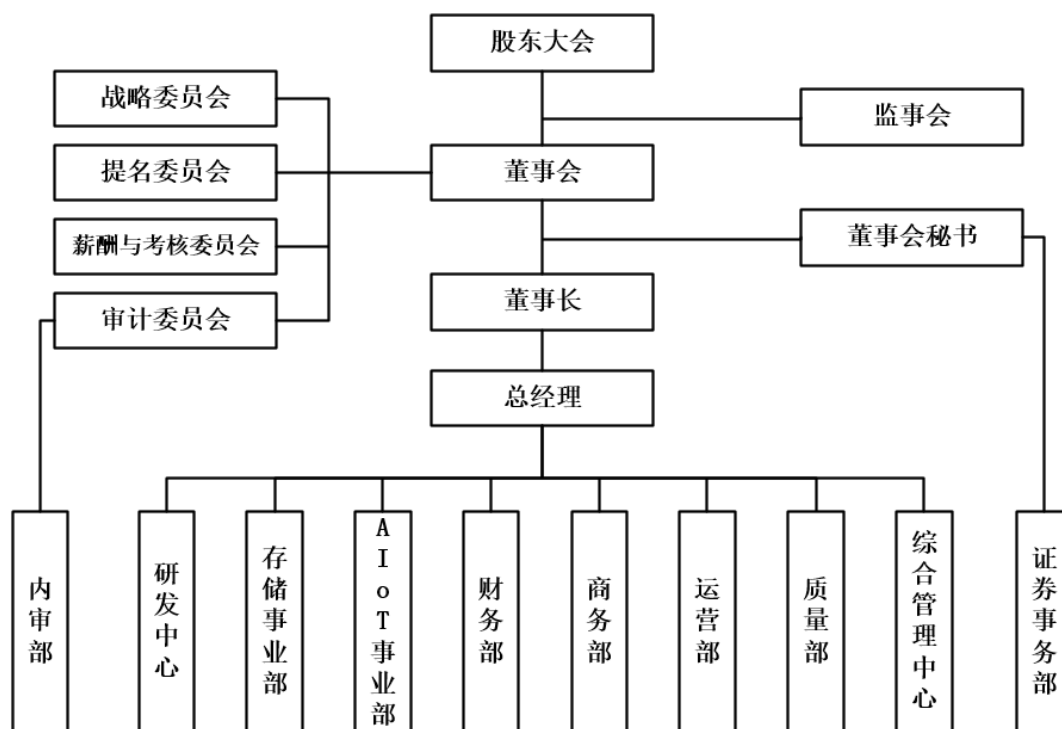 股东大会
战略委员会
监事会
提名委员会
董事会
薪酬与考核委员会
董事会秘书
审计委员会
董事长
总经理
内审部
研发中心
存储事业部
AIoT事业部
财务部
商务部
运营部
质量部
综合管理中心
证券事务部